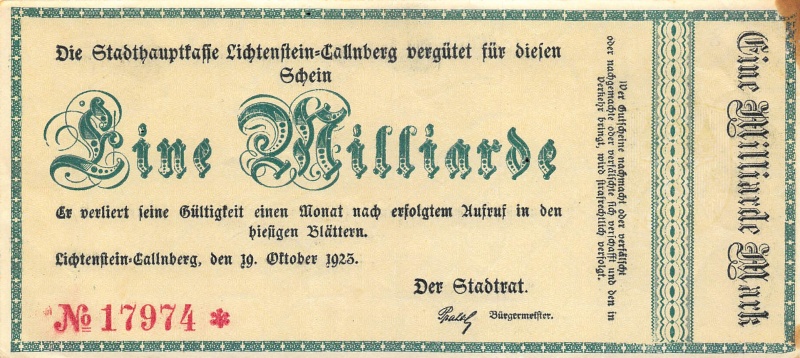 Die Stadthauptkasse Lichtenstein-Callnberg vergütet für diesen
Schein
Eine Milliarde
Er verliert seine Gültigkeit einen Monat nach erfolgtem Aufruf in den
hiesigen Blättern.
Lichtenstein-Callnberg, den 19. Oktober 1923.
Der Stadtrat.
Bürgermeister.
No 17974 *
Wer Gutscheine nachmacht oder verfälscht
oder nachgemachte oder verfälschte sich verschafft und den in
Verkehr bringt, wird strafrechtlich verfolgt.
Eine Milliarde Mark